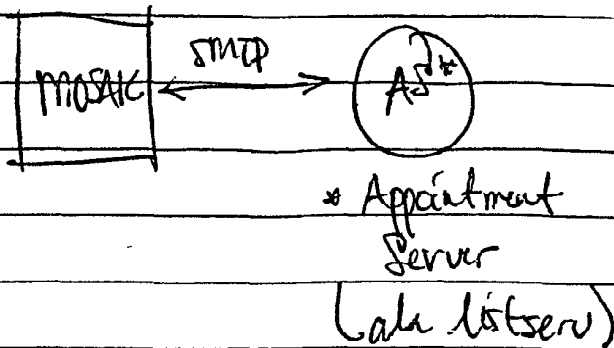 MOSAIC
SMTP
AS*
* Appointment
Server
(ala listserv)